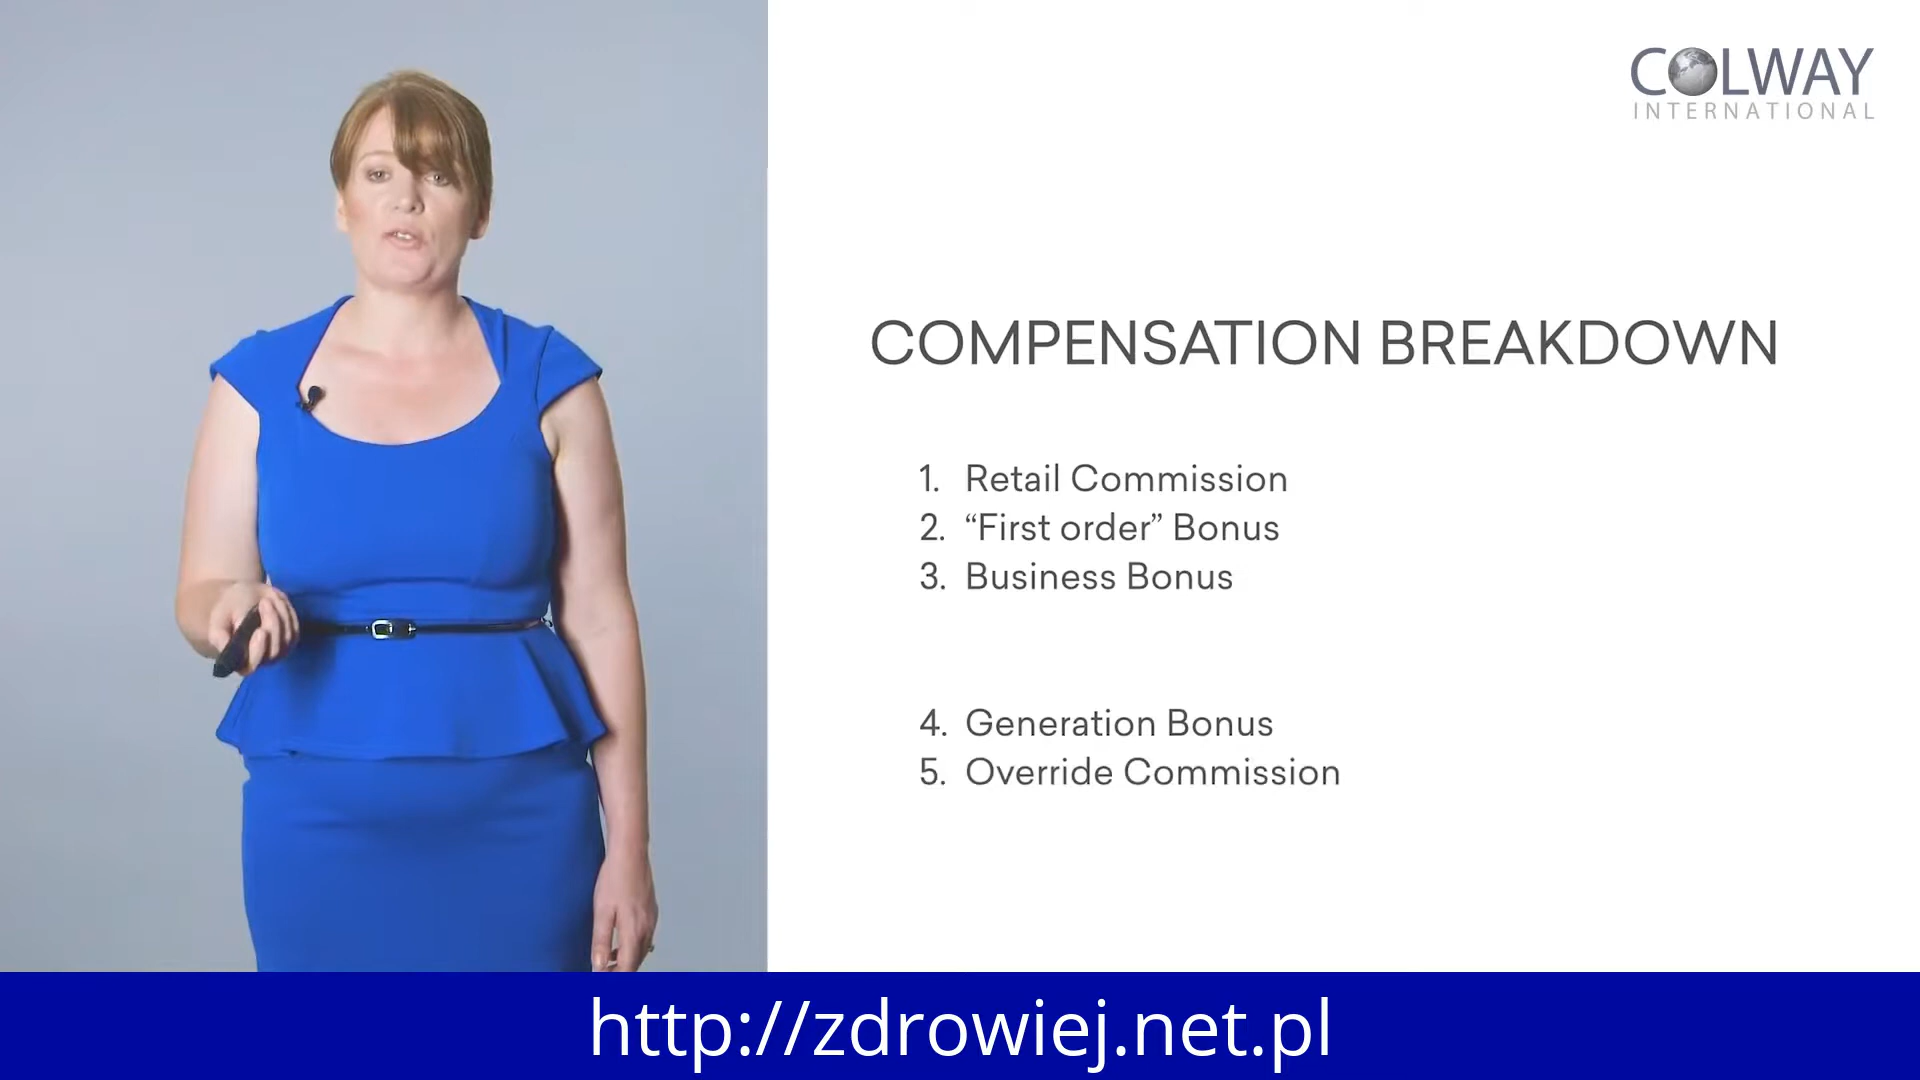 COLWAY
INTERNATIONAL
COMPENSATION BREAKDOWN
1. Retail Commission
2. “First order” Bonus
3. Business Bonus
4. Generation Bonus
5. Override Commission
http://zdrowiej.net.pl